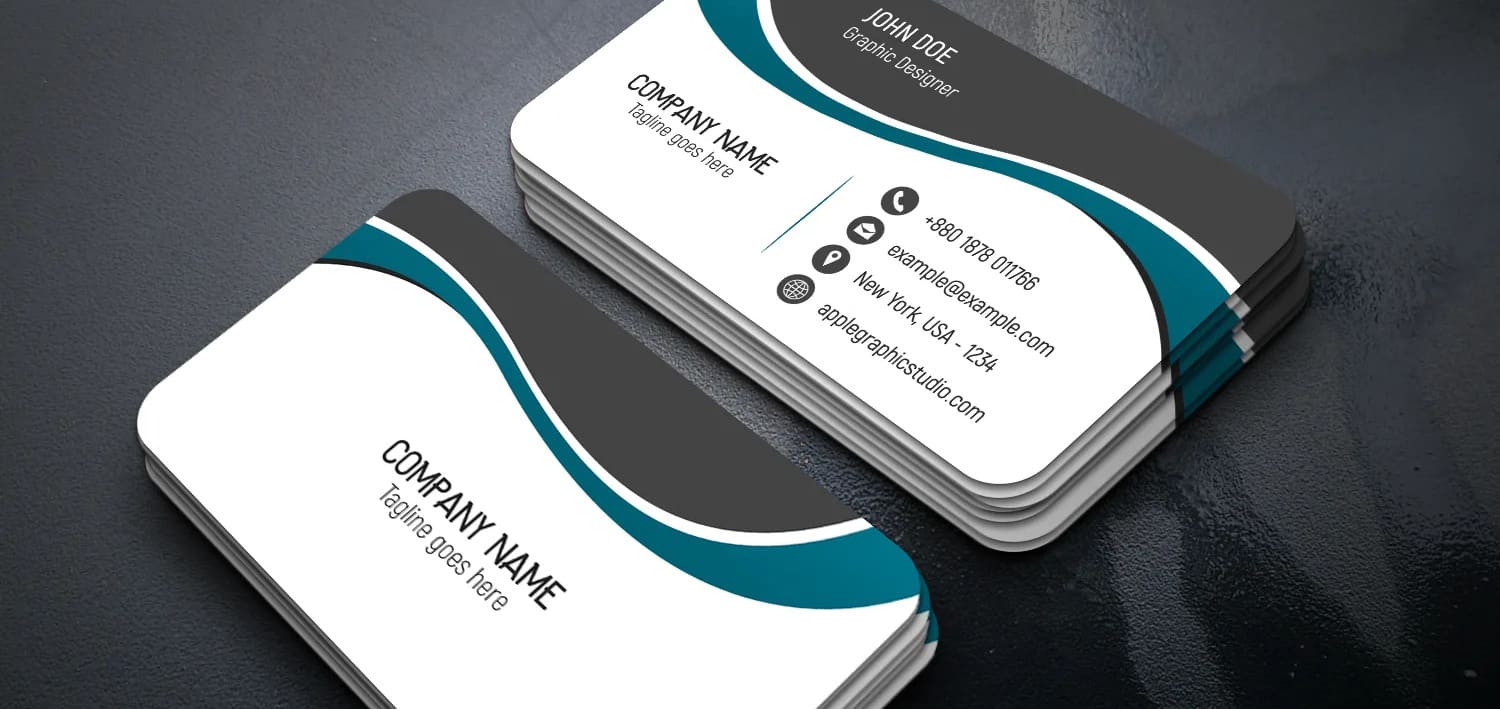 JOHN DOE
Graphic Designer
COMPANY NAME
Tagline goes here
+880 1878 011766
example@example.com
New York, USA - 1234
applegraphicstudio.com
COMPANY NAME
Tagline goes here